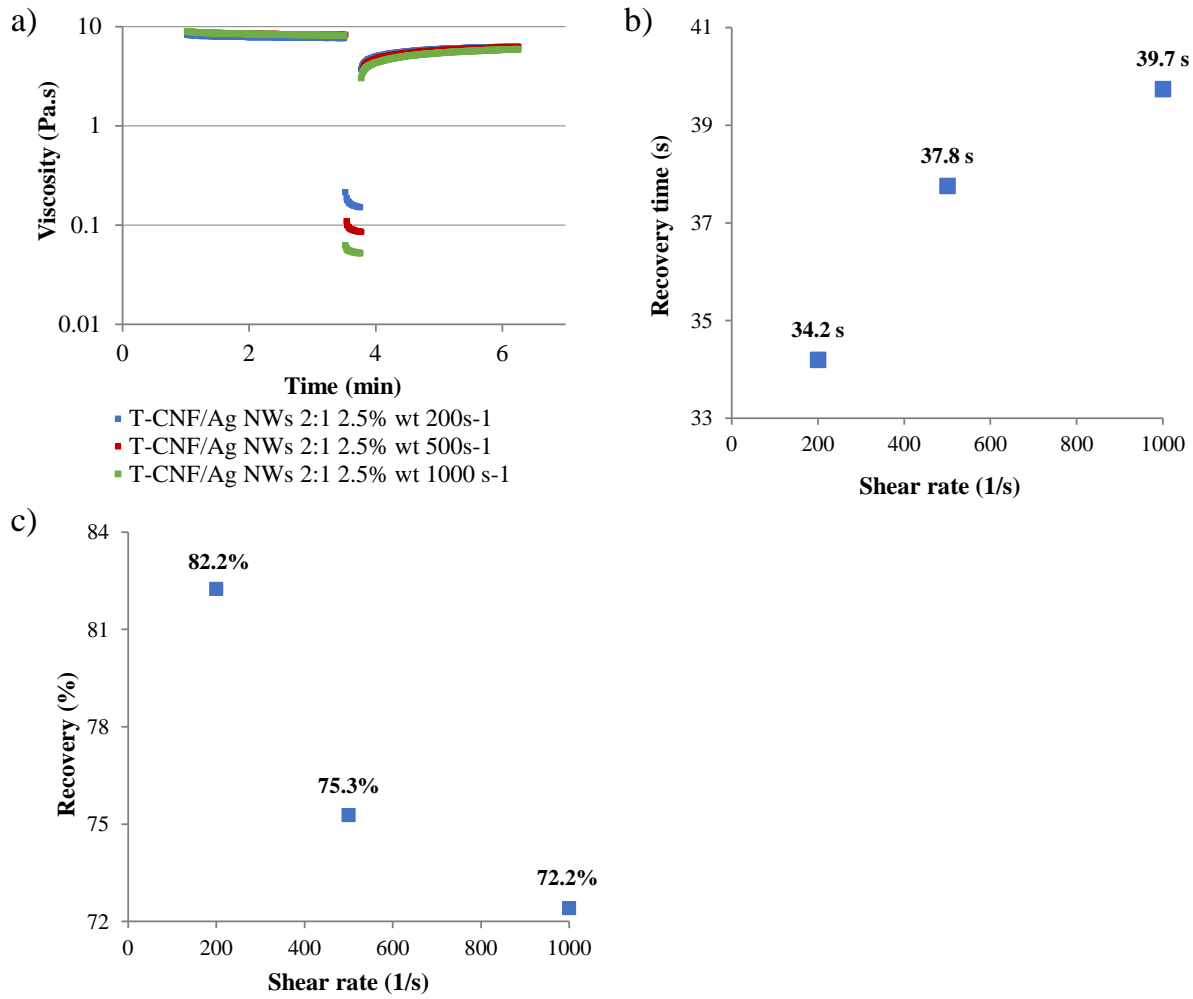 a)
Viscosity (Pa.s)
10
1
0.1
0.01
0
2
4
6
Time (min)
T-CNF/Ag NWs 2:1 2.5% wt 200s-1
T-CNF/Ag NWs 2:1 2.5% wt 500s-1
T-CNF/Ag NWs 2:1 2.5% wt 1000 s-1
b)
Recovery time (s)
41
39
37
35
33
34.2 s
37.8 s
39.7 s
0
200
400
600
800
1000
Shear rate (1/s)
c)
Recovery (%)
84
81
78
75
72
82.2%
75.3%
72.2%
0
200
400
600
800
1000
Shear rate (1/s)